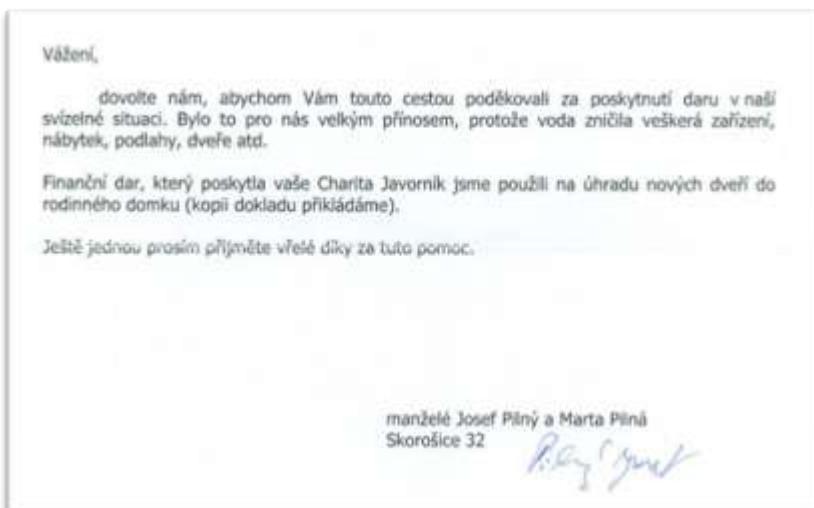 Vážení,
dovolte nám, abychom Vám touto cestou poděkovali za poskytnutí daru v naší
svízelné situaci. Bylo to pro nás velkým přínosem, protože voda zničila veškerá zařízení,
nábytek, podlahy, dveře atd.
Finanční dar, který poskytla vaše Charita Javorník jsme použili na úhradu nových dveří do
rodinného domku (kopii dokladu přikládáme).
Ještě jednou prosím přijměte vřelé díky za tuto pomoc.
manželé Josef Pilný a Marta Pilná
Skorošice 32